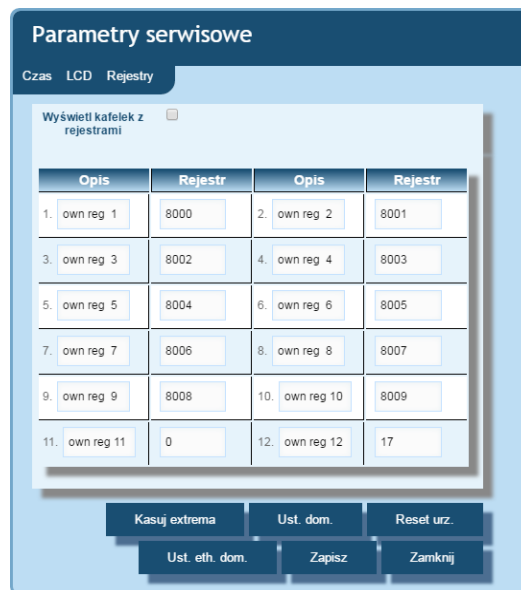 Parametry serwisowe
Czas LCD Rejestry
Wyświetl kafelek z
rejestrami
Opis Rejestr Opis Rejestr
1. own reg 1 8000 2. own reg 2 8001
3. own reg 3 8002 4. own reg 4 8003
5. own reg 5 8004 6. own reg 6 8005
7. own reg 7 8006 8. own reg 8 8007
9. own reg 9 8008 10. own reg 10 8009
11. own reg 11 0 12. own reg 12 17
Kasuj extrema Ust. dom. Reset urz.
Ust. eth. dom. Zapisz Zamknij